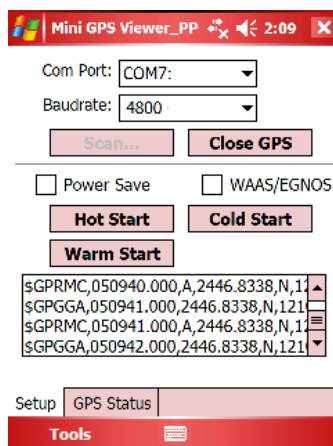 Mini GPS Viewer_PP 2:09
Com Port: COM7:
Baudrate: 4800
Scan... Close GPS
Power Save WAAS/EGNOS
Hot Start Cold Start
Warm Start
$GPRMC,050940.000,A,2446.8338,N,12
$GPGGA,050941.000,2446.8338,N,121
$GPRMC,050941.000,A,2446.8338,N,12
$GPGGA,050942.000,2446.8338,N,121
Setup GPS Status
Tools